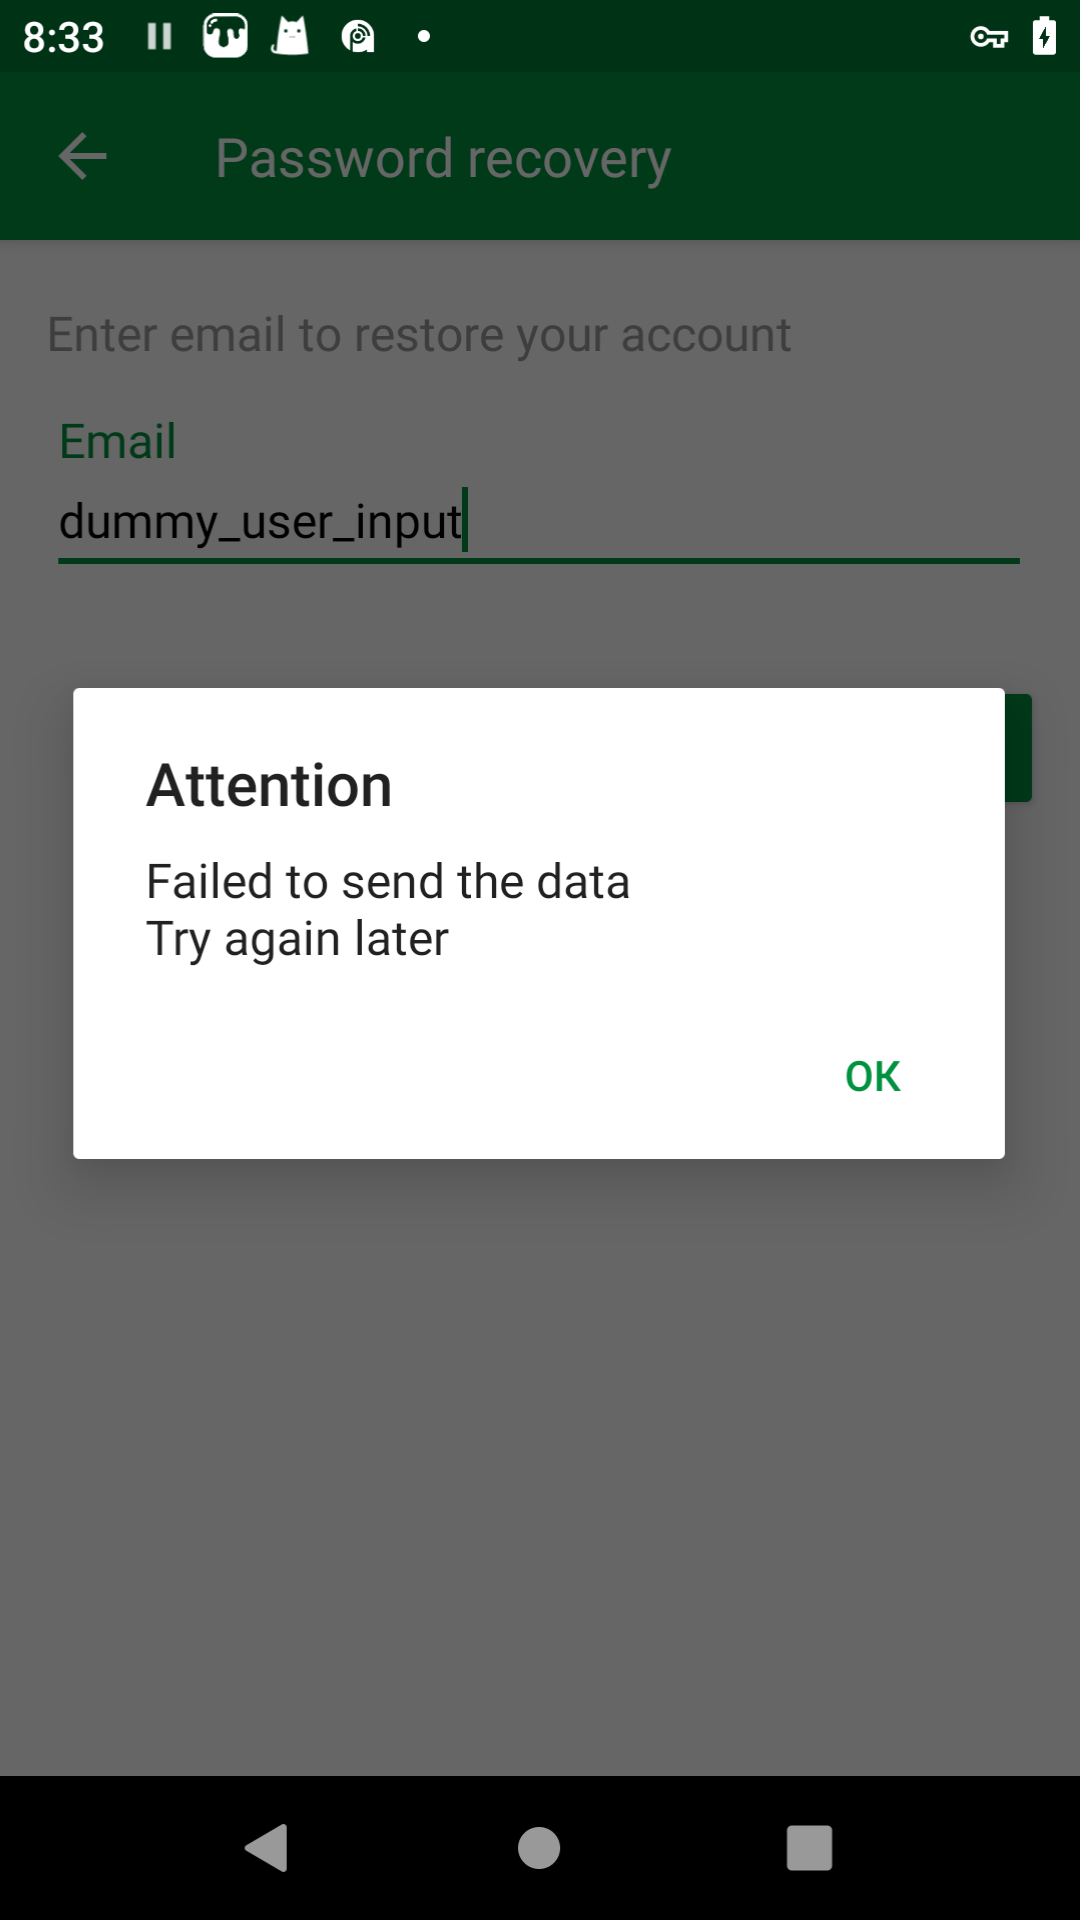 8:33
Password recovery
Enter email to restore your account
Email
dummy_user_input
Attention
Failed to send the data
Try again later
OK